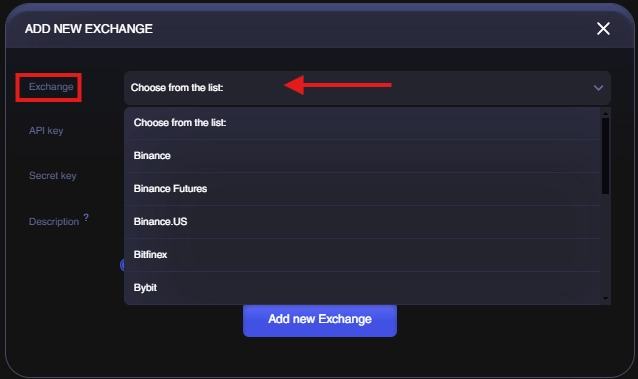 ADD NEW EXCHANGE
Exchange
Choose from the list:
Choose from the list:
API key
Binance
Secret key
Binance Futures
Description ?
Binance.US
Bitfinex
Bybit
Add new Exchange